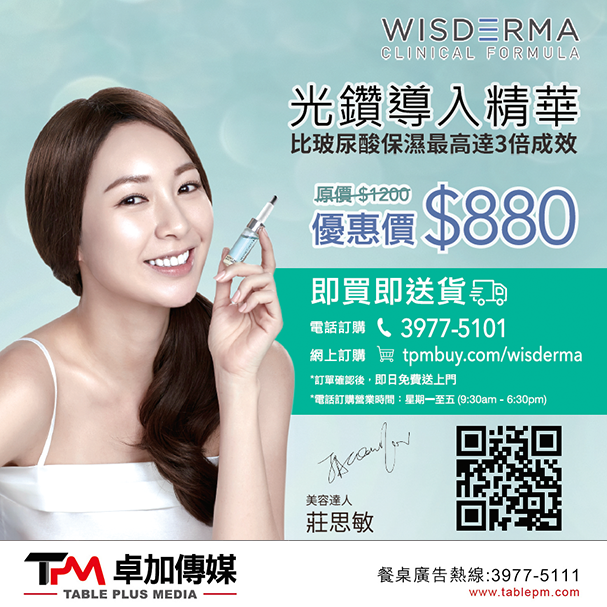 WISDERMA
CLINICAL FORMULA
光鑽導入精華
比玻尿酸保濕最高達3倍成效
原價 $1200
優惠價 $880
即買即送貨
電話訂購 3977-5101
網上訂購 tpmbuy.com/wisderma
*訂單確認後，即日免費送上門
*電話訂購營業時間：星期一至五 (9:30am - 6:30pm)
美容達人
莊思敏
TPM 卓加傳媒
TABLE PLUS MEDIA
餐桌廣告熱線:3977-5111
www.tablepm.com